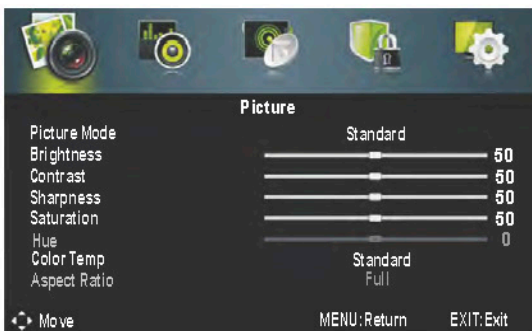 Picture
Picture Mode Standard
Brightness 50
Contrast 50
Sharpness 50
Saturation 50
Hue 0
Color Temp Standard
Aspect Ratio Full
Move MENU:Return EXIT:Exit